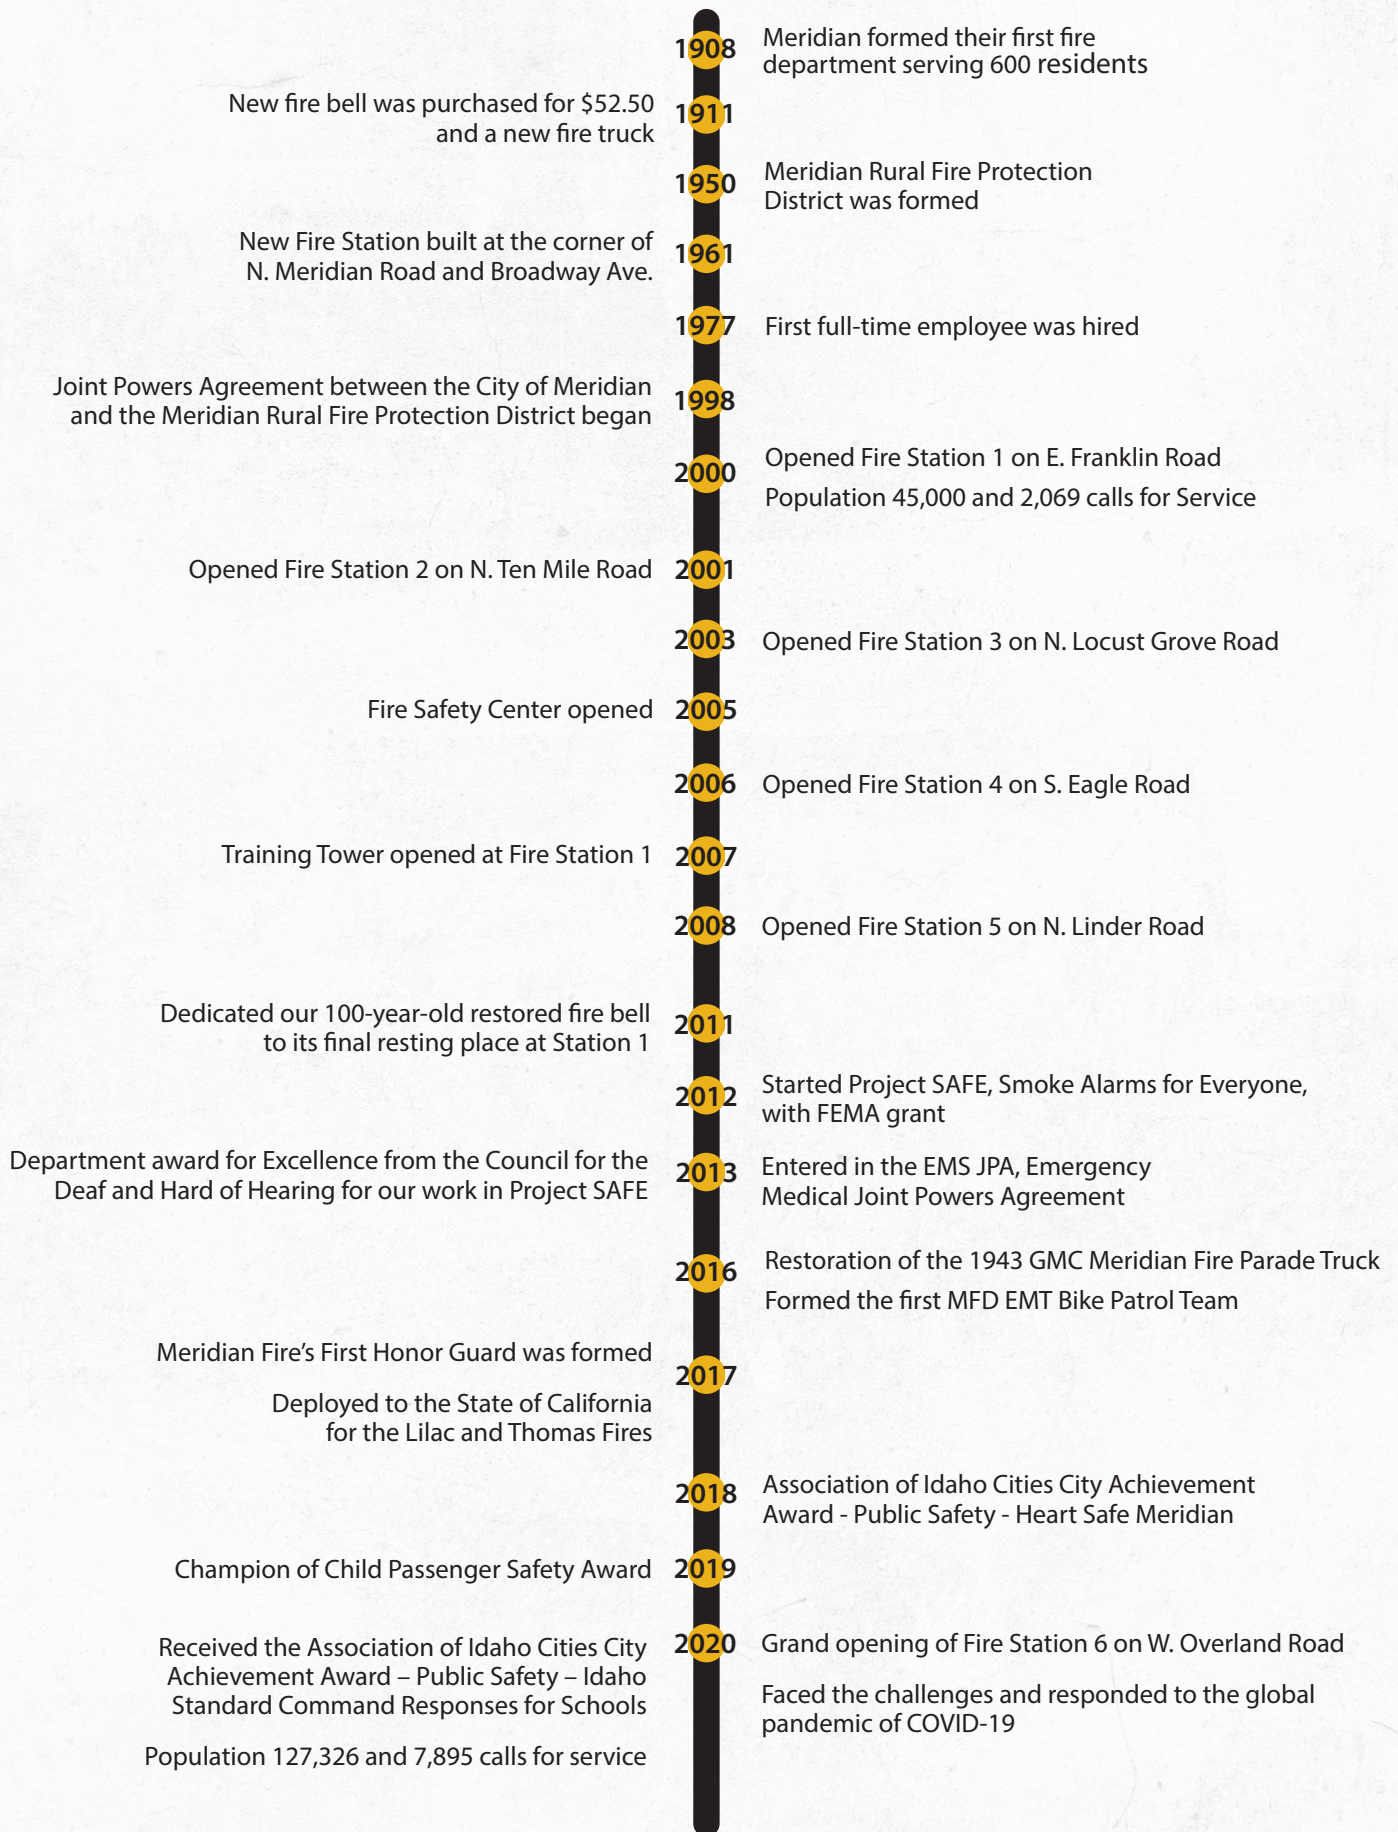 1908
Meridian formed their first fire
department serving 600 residents
New fire bell was purchased for $52.50
and a new fire truck
1911
1950
Meridian Rural Fire Protection
District was formed
New Fire Station built at the corner of
N. Meridian Road and Broadway Ave.
1961
1977
First full-time employee was hired
Joint Powers Agreement between the City of Meridian
and the Meridian Rural Fire Protection District began
1998
2000
Opened Fire Station 1 on E. Franklin Road
Population 45,000 and 2,069 calls for Service
Opened Fire Station 2 on N. Ten Mile Road
2001
2003
Opened Fire Station 3 on N. Locust Grove Road
Fire Safety Center opened
2005
2006
Opened Fire Station 4 on S. Eagle Road
Training Tower opened at Fire Station 1
2007
2008
Opened Fire Station 5 on N. Linder Road
Dedicated our 100-year-old restored fire bell
to its final resting place at Station 1
2011
2012
Started Project SAFE, Smoke Alarms for Everyone,
with FEMA grant
Department award for Excellence from the Council for the
Deaf and Hard of Hearing for our work in Project SAFE
2013
Entered in the EMS JPA, Emergency
Medical Joint Powers Agreement
2016
Restoration of the 1943 GMC Meridian Fire Parade Truck
Formed the first MFD EMT Bike Patrol Team
Meridian Fire's First Honor Guard was formed
2017
Deployed to the State of California
for the Lilac and Thomas Fires
2018
Association of Idaho Cities City Achievement
Award - Public Safety - Heart Safe Meridian
Champion of Child Passenger Safety Award
2019
Received the Association of Idaho Cities City
Achievement Award – Public Safety – Idaho
Standard Command Responses for Schools
Population 127,326 and 7,895 calls for service
2020
Grand opening of Fire Station 6 on W. Overland Road
Faced the challenges and responded to the global
pandemic of COVID-19